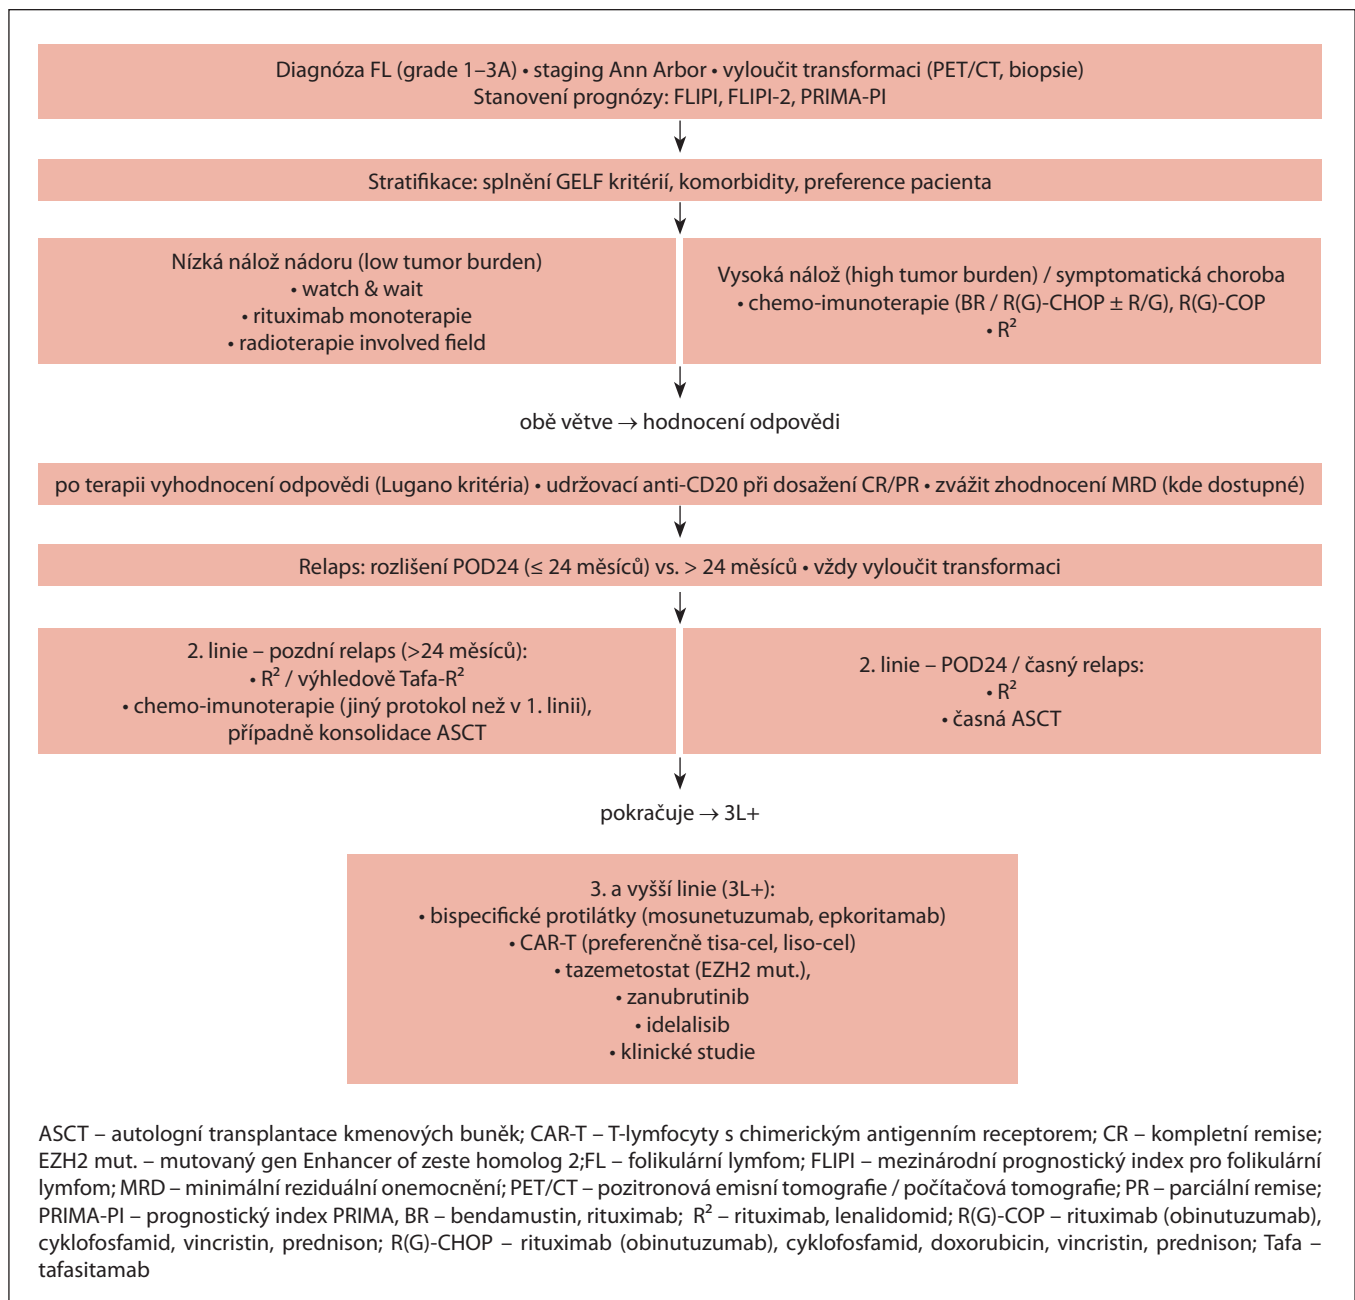 Diagnóza FL (grade 1–3A) • staging Ann Arbor • vyloučit transformaci (PET/CT, biopsie)
Stanovení prognózy: FLIPI, FLIPI-2, PRIMA-PI
Stratifikace: splnění GELF kritérií, komorbidity, preference pacienta
Nízká nálož nádoru (low tumor burden)
• watch & wait
• rituximab monoterapie
• radioterapie involved field
Vysoká nálož (high tumor burden) / symptomatická choroba
• chemo-imunoterapie (BR / R(G)-CHOP ± R/G), R(G)-COP
• R²
obě větve → hodnocení odpovědi
po terapii vyhodnocení odpovědi (Lugano kritéria) • udržovací anti-CD20 při dosažení CR/PR • zvážit zhodnocení MRD (kde dostupné)
Relaps: rozlišení POD24 (≤ 24 měsíců) vs. > 24 měsíců • vždy vyloučit transformaci
2. linie – pozdní relaps (>24 měsíců):
• R² / výhledově Tafa-R²
• chemo-imunoterapie (jiný protokol než v 1. linii),
případně konsolidace ASCT
2. linie – POD24 / časný relaps:
• R²
• časná ASCT
pokračuje → 3L+
3. a vyšší linie (3L+):
• bispecifické protilátky (mosunetuzumab, epkoritamab)
• CAR-T (preferenčně tisa-cel, liso-cel)
• tazemetostat (EZH2 mut.),
• zanubrutinib
• idelalisib
• klinické studie
ASCT – autologní transplantace kmenových buněk; CAR-T – T-lymfocyty s chimerickým antigenním receptorem; CR – kompletní remise;
EZH2 mut. – mutovaný gen Enhancer of zeste homolog 2;FL – folikulární lymfom; FLIPI – mezinárodní prognostický index pro folikulární
lymfom; MRD – minimální reziduální onemocnění; PET/CT – pozitronová emisní tomografie / počítačová tomografie; PR – parciální remise;
PRIMA-PI – prognostický index PRIMA, BR – bendamustin, rituximab; R² – rituximab, lenalidomid; R(G)-COP – rituximab (obinutuzumab),
cyklofosfamid, vincristin, prednison; R(G)-CHOP – rituximab (obinutuzumab), cyklofosfamid, doxorubicin, vincristin, prednison; Tafa –
tafasitamab